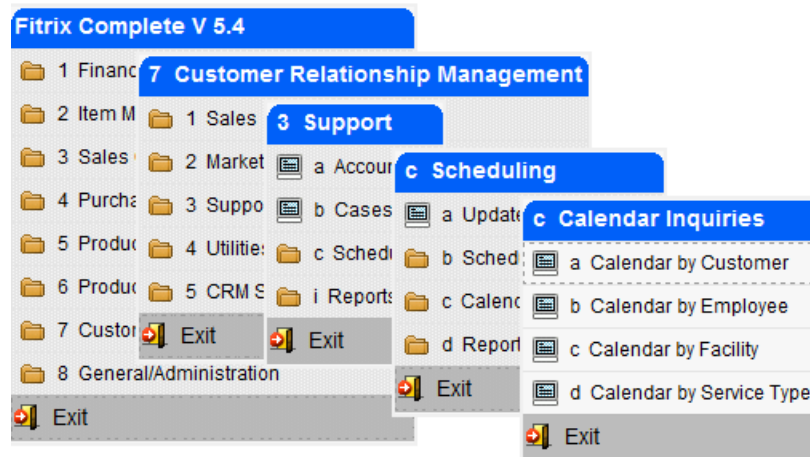 Fitrix Complete V 5.4
1 Financ
2 Item M
3 Sales
4 Purcha
5 Produc
6 Produc
7 Custor
8 General/Administration
Exit
7 Customer Relationship Management
1 Sales
2 Market
3 Suppo
4 Utilities
5 CRM S
Exit
3 Support
a Accour
b Cases
c Schedu
i Reports
Exit
c Scheduling
a Update
b Sched
c Calend
d Report
Exit
c Calendar Inquiries
a Calendar by Customer
b Calendar by Employee
c Calendar by Facility
d Calendar by Service Type
Exit